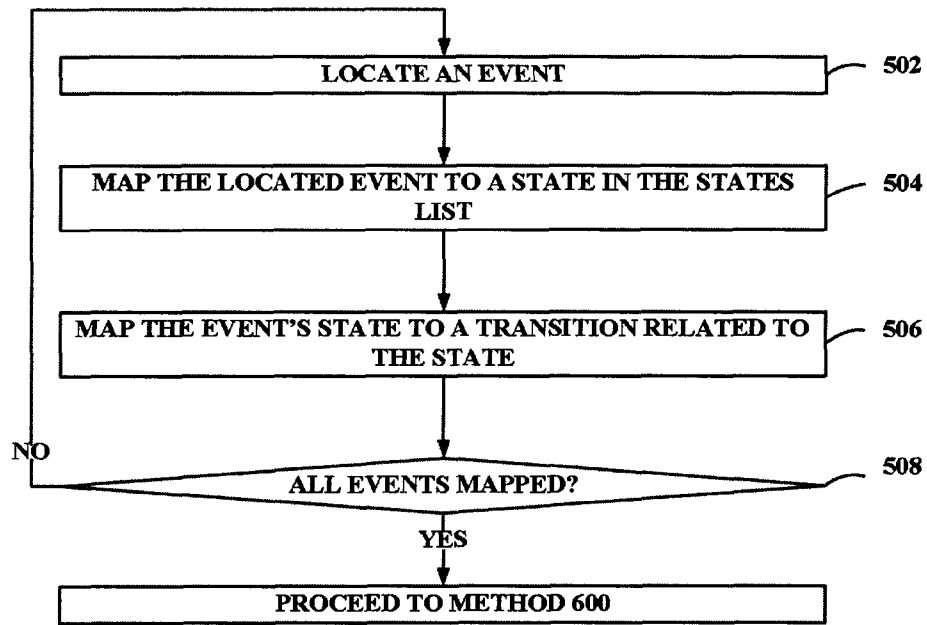 LOCATE AN EVENT
502
MAP THE LOCATED EVENT TO A STATE IN THE STATES
LIST
504
MAP THE EVENT'S STATE TO A TRANSITION RELATED TO
THE STATE
506
NO
ALL EVENTS MAPPED?
508
YES
PROCEED TO METHOD 600